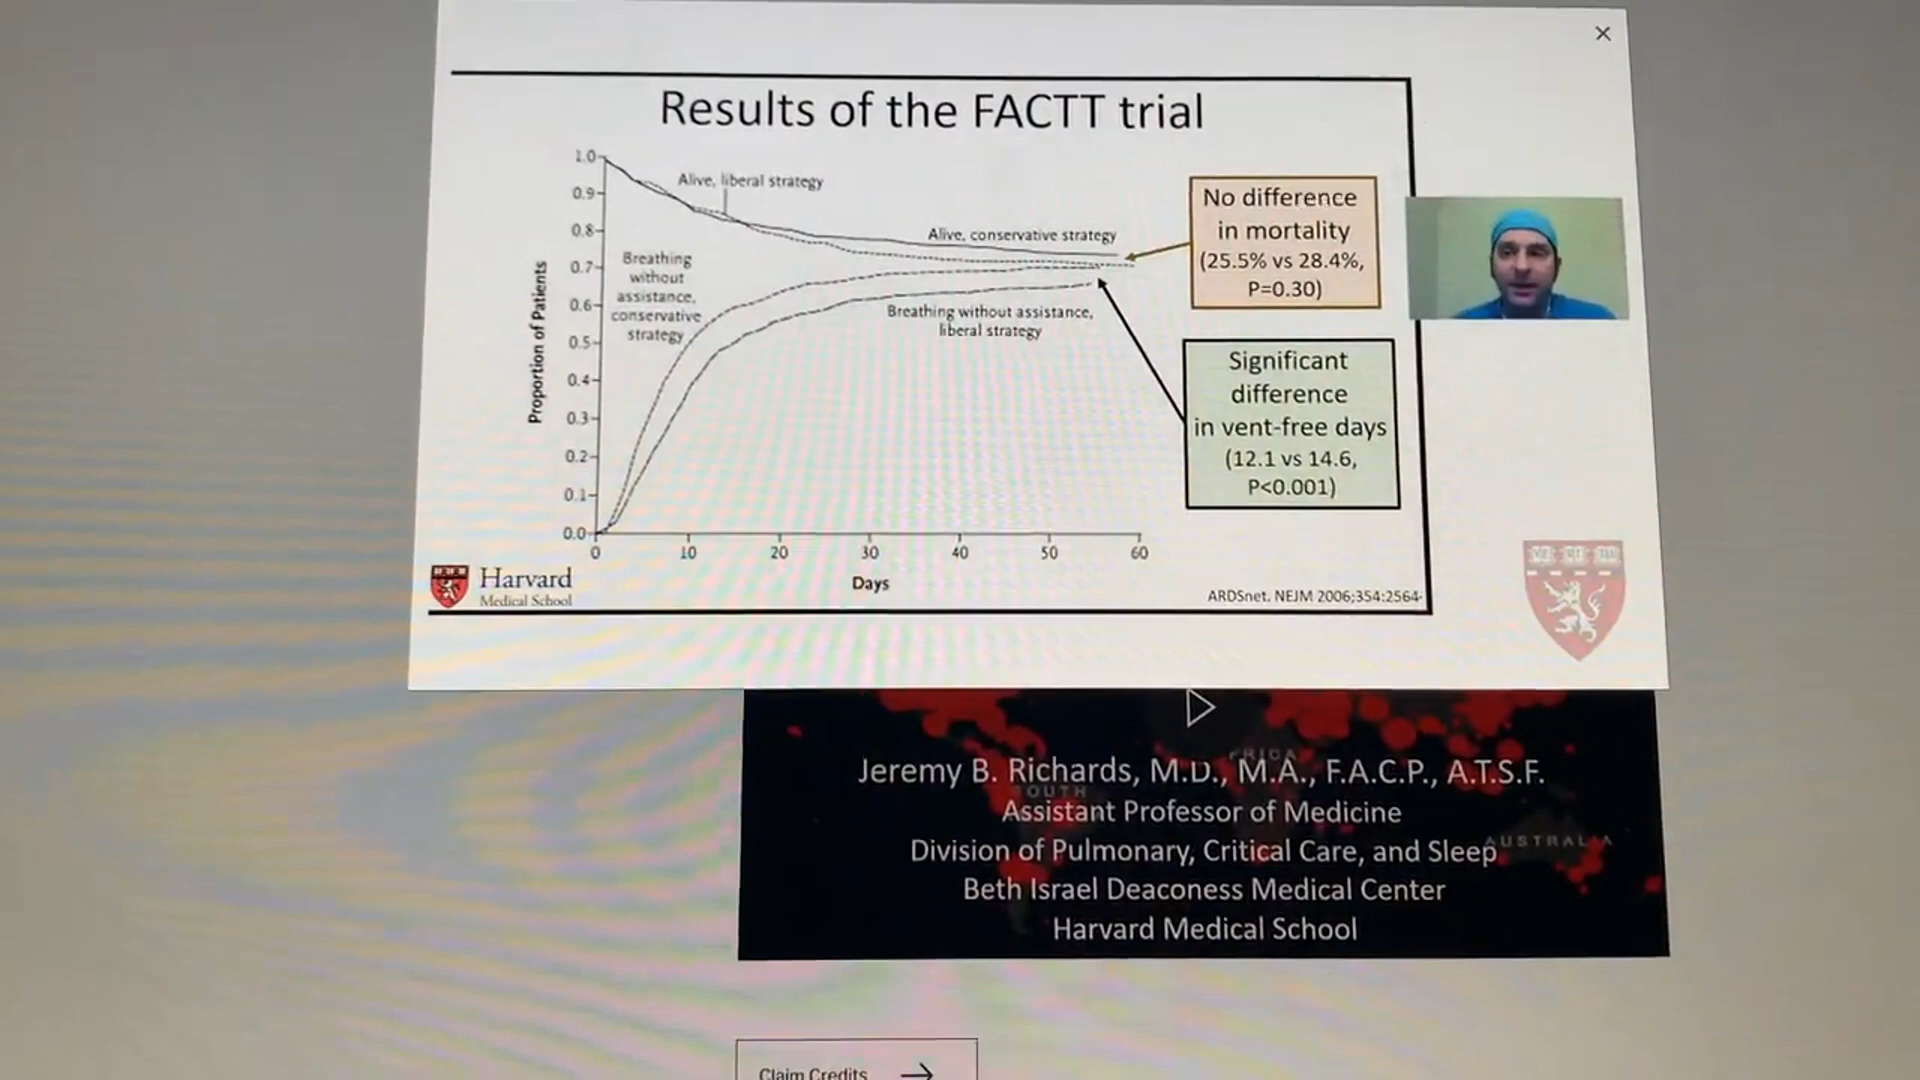 Results of the FACTT trial
1.0
0.9
0.8
0.7
0.6
0.5
0.4
0.3
0.2
0.1
0.0
Proportion of Patients
Alive, liberal strategy
Alive, conservative strategy
Breathing
without
assistance,
conservative
strategy
Breathing without assistance,
liberal strategy
0 10 20 30 40 50 60
Days
No difference
in mortality
(25.5% vs 28.4%,
P=0.30)
Significant
difference
in vent-free days
(12.1 vs 14.6,
P<0.001)
Harvard
Medical School
ARDSnet. NEJM 2006;354:2564-
VE RI TAS
Jeremy B. Richards, M.D., M.A., F.A.C.P., A.T.S.F.
Assistant Professor of Medicine
Division of Pulmonary, Critical Care, and Sleep
AUSTRALIA
Beth Israel Deaconess Medical Center
Harvard Medical School
Claim Credits